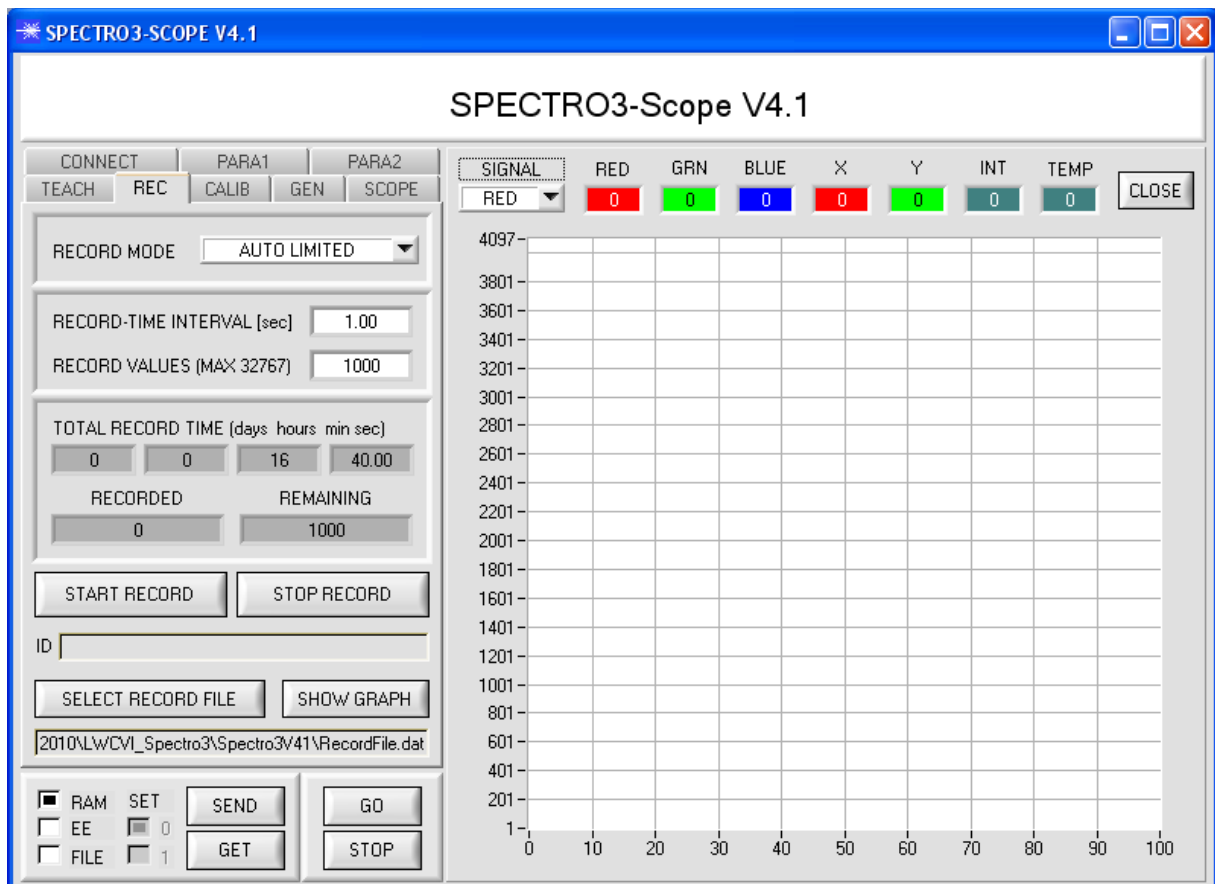 SPECTRO3-SCOPE V4.1
SPECTRO3-Scope V4.1
CONNECT PARA1 PARA2
TEACH REC CALIB GEN SCOPE
RECORD MODE AUTO LIMITED
RECORD-TIME INTERVAL [sec] 1.00
RECORD VALUES (MAX 32767) 1000
TOTAL RECORD TIME (days hours min sec)
0 0 16 40.00
RECORDED REMAINING
0 1000
START RECORD STOP RECORD
ID
SELECT RECORD FILE SHOW GRAPH
2010\LWCVI_Spectro3\Spectro3V41\RecordFile.dat
RAM SET SEND GO
EE 0
FILE 1 GET STOP
SIGNAL RED GRN BLUE X Y INT TEMP
RED 0 0 0 0 0 0 0 CLOSE
4097
3801
3601
3401
3201
3001
2801
2601
2401
2201
2001
1801
1601
1401
1201
1001
801
601
401
201
1
0 10 20 30 40 50 60 70 80 90 100